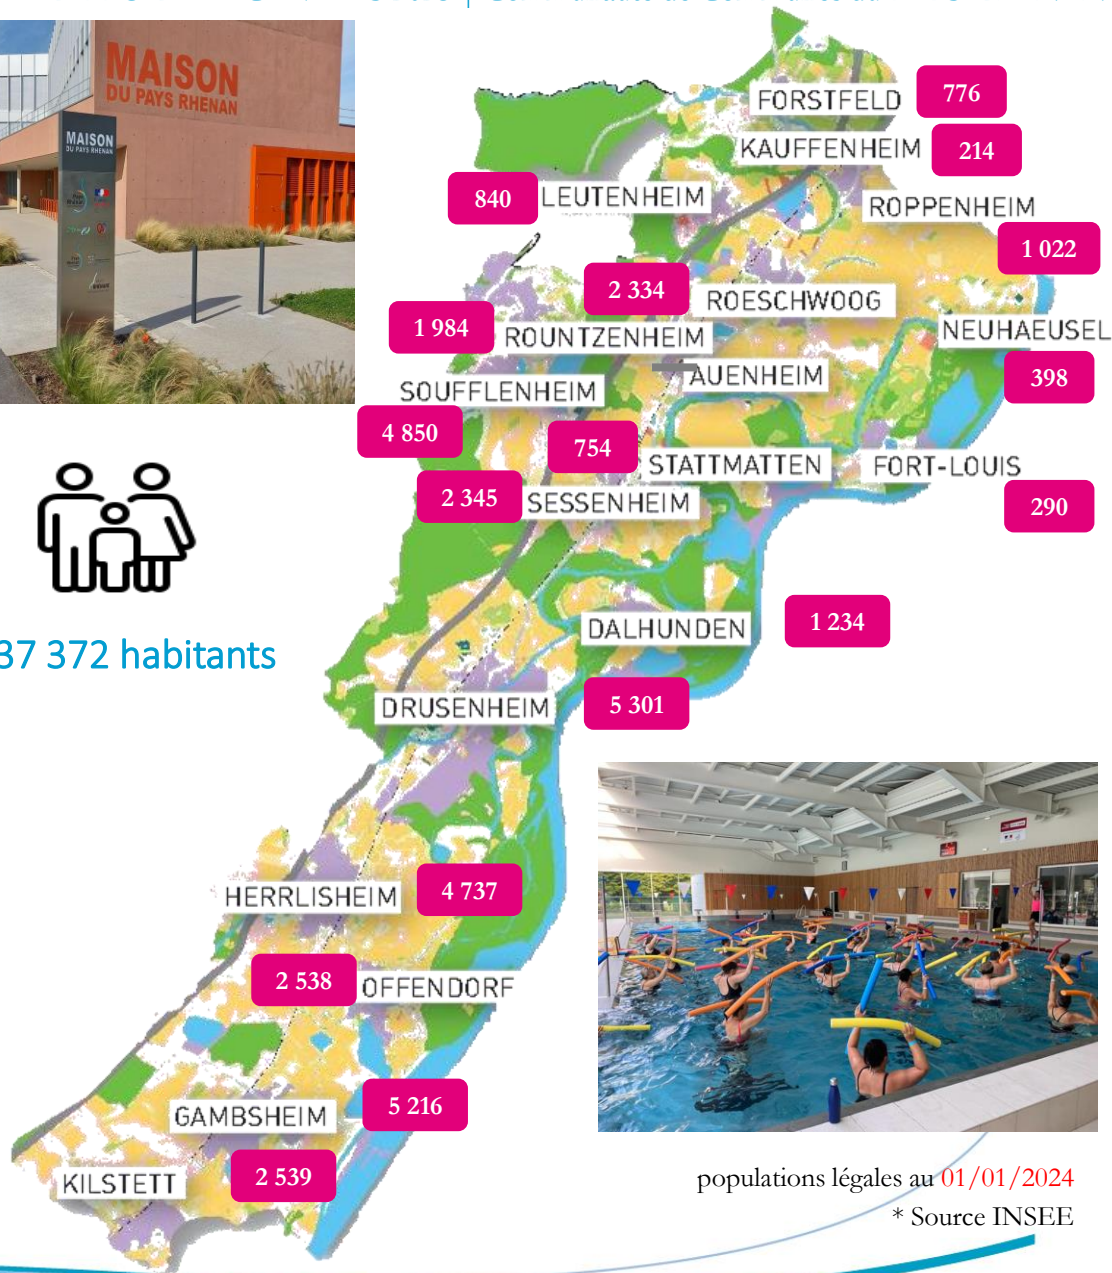 MAISON
DU PAYS RHENAN
MAISON
DU PAYS RHENAN
FORSTFELD
776
KAUFFENHEIM
214
840
LEUTENHEIM
ROPPENHEIM
1 022
2 334
ROESCHWOOG
1 984
ROUNTZENHEIM
NEUHAEUSEL
AUENHEIM
398
SOUFFLENHEIM
4 850
754
STATTMATTEN
FORT-LOUIS
2 345
SESSENHEIM
290
DALHUNDEN
1 234
37 372 habitants
DRUSENHEIM
5 301
HERRLISHEIM
4 737
2 538
OFFENDORF
GAMBSHEIM
5 216
KILSTETT
2 539
populations légales au 01/01/2024
* Source INSEE